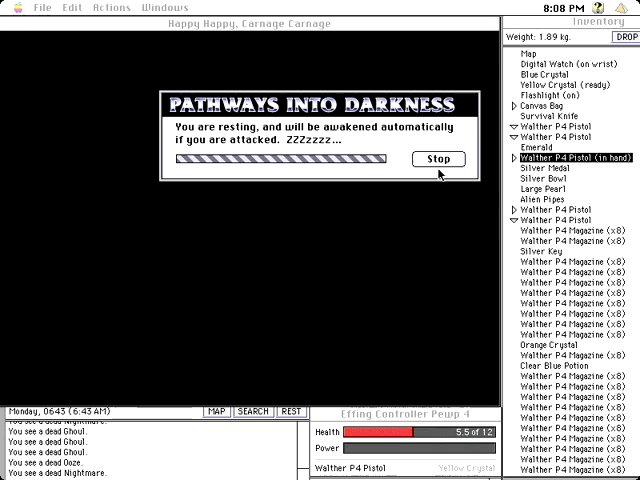 File Edit Actions Windows 8:08 PM
Happy Happy, Carnage Carnage
Inventory
Weight: 1.89 kg. DROP
Map
Digital Watch (on wrist)
Blue Crystal
Yellow Crystal (ready)
Flashlight (on)
Canvas Bag
Survival Knife
Walther P4 Pistol
Walther P4 Pistol
Emerald
Walther P4 Pistol (in hand)
Silver Medal
Silver Bowl
Large Pearl
Alien Pipes
Walther P4 Pistol
Walther P4 Pistol
Walther P4 Magazine (x8)
Walther P4 Magazine (x8)
Silver Key
Walther P4 Magazine (x8)
Walther P4 Magazine (x8)
Walther P4 Magazine (x8)
Walther P4 Magazine (x8)
Walther P4 Magazine (x8)
Walther P4 Magazine (x8)
Walther P4 Magazine (x8)
Walther P4 Magazine (x8)
Orange Crystal
Walther P4 Magazine (x8)
Clear Blue Potion
Walther P4 Magazine (x8)
Walther P4 Magazine (x8)
Walther P4 Magazine (x8)
Walther P4 Magazine (x8)
Walther P4 Magazine (x8)
Walther P4 Magazine (x8)
Walther P4 Magazine (x8)
Walther P4 Magazine (x8)
Walther P4 Magazine (x8)
Walther P4 Magazine (x8)
PATHWAYS INTO DARKNESS
You are resting, and will be awakened automatically
if you are attacked. ZZZzzzz...
Stop
Monday, 0643 (6:43 AM) MAP SEARCH REST
You see a dead Nightmare.
You see a dead Ghoul.
You see a dead Ghoul.
You see a dead Ghoul.
You see a dead Ooze.
You see a dead Nightmare.
Effing Controller Pewp 4
Health 5.5 of 12
Power
Walther P4 Pistol Yellow Crystal